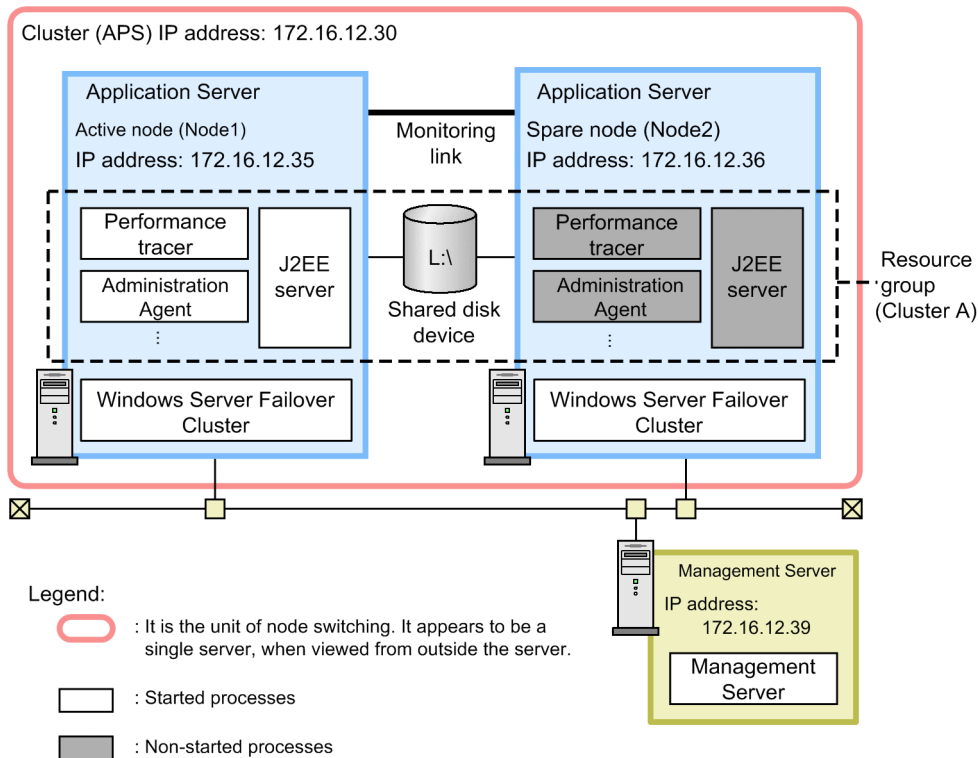 Cluster (APS) IP address: 172.16.12.30
Application Server
Active node (Node1)
IP address: 172.16.12.35
Monitoring
link
Application Server
Spare node (Node2)
IP address: 172.16.12.36
Performance
tracer
Administration
Agent
⋮
J2EE
server
L:\
Shared disk
device
Performance
tracer
Administration
Agent
⋮
J2EE
server
Resource
group
(Cluster A)
Windows Server Failover
Cluster
Windows Server Failover
Cluster
Management Server
IP address:
172.16.12.39
Management
Server
Legend:
: It is the unit of node switching. It appears to be a
single server, when viewed from outside the server.
: Started processes
: Non-started processes